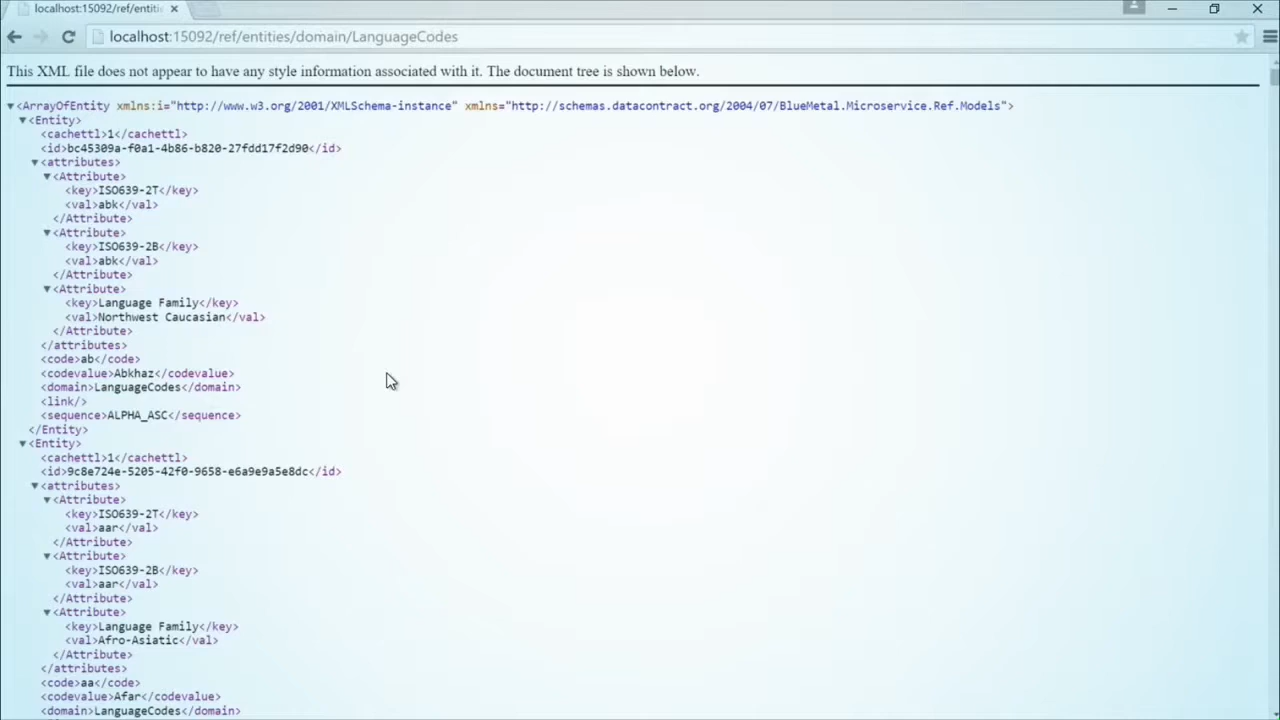 localhost:15092/ref/entitie
localhost:15092/ref/entities/domain/LanguageCodes
This XML file does not appear to have any style information associated with it. The document tree is shown below.
▼<ArrayOfEntity xmlns:i="http://www.w3.org/2001/XMLSchema-instance" xmlns="http://schemas.datacontract.org/2004/07/BlueMetal.Microservice.Ref.Models">
▼<Entity>
<cachettl>1</cachettl>
<id>bc45309a-f0a1-4b86-b820-27fdd17f2d90</id>
▼<attributes>
▼<Attribute>
<key>ISO639-2T</key>
<val>abk</val>
</Attribute>
▼<Attribute>
<key>ISO639-2B</key>
<val>abk</val>
</Attribute>
▼<Attribute>
<key>Language Family</key>
<val>Northwest Caucasian</val>
</Attribute>
</attributes>
<code>ab</code>
<codevalue>Abkhaz</codevalue>
<domain>LanguageCodes</domain>
<link/>
<sequence>ALPHA_ASC</sequence>
</Entity>
▼<Entity>
<cachettl>1</cachettl>
<id>9c8e724e-5205-42f0-9658-e6a9e9a5e8dc</id>
▼<attributes>
▼<Attribute>
<key>ISO639-2T</key>
<val>aar</val>
</Attribute>
▼<Attribute>
<key>ISO639-2B</key>
<val>aar</val>
</Attribute>
▼<Attribute>
<key>Language Family</key>
<val>Afro-Asiatic</val>
</Attribute>
</attributes>
<code>aa</code>
<codevalue>Afar</codevalue>
<domain>LanguageCodes</domain>